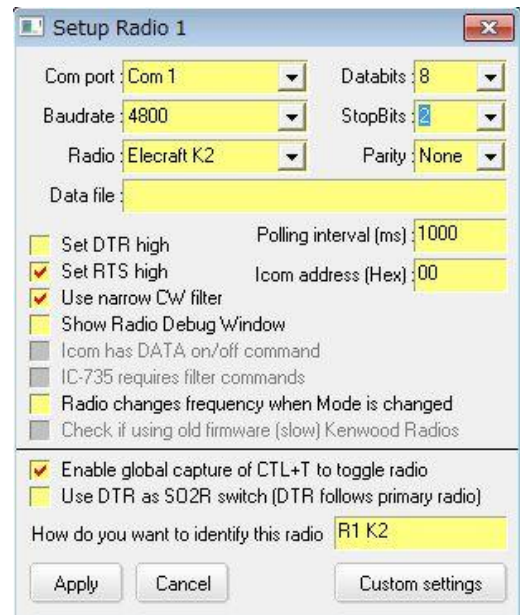 Setup Radio 1
Com port : Com 1 Databits : 8
Baudrate : 4800 StopBits : 2
Radio : Elecraft K2 Parity : None
Data file :
Set DTR high Polling interval (ms) : 1000
Set RTS high Icom address (Hex) : 00
Use narrow CW filter
Show Radio Debug Window
Icom has DATA on/off command
IC-735 requires filter commands
Radio changes frequency when Mode is changed
Check if using old firmware (slow) Kenwood Radios
Enable global capture of CTL+T to toggle radio
Use DTR as SO2R switch (DTR follows primary radio)
How do you want to identify this radio R1 K2
Apply Cancel Custom settings